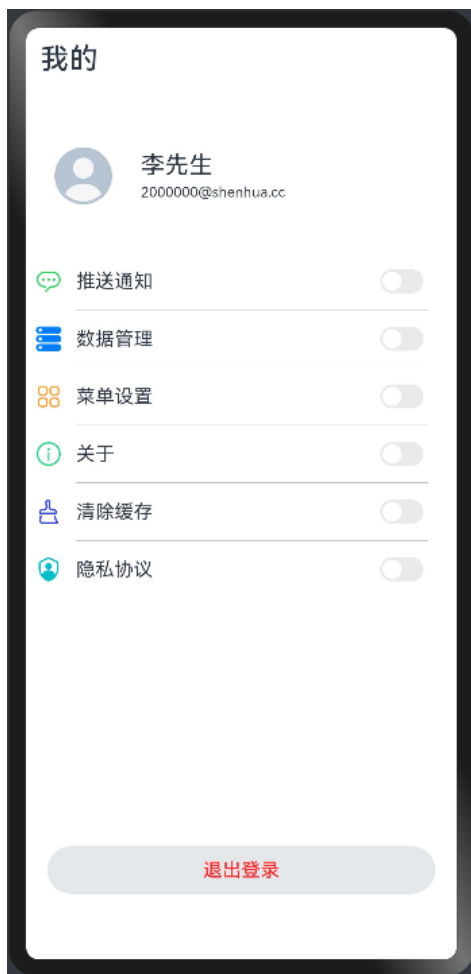 我的
李先生
2000000@shenhua.cc
推送通知
数据管理
菜单设置
关于
清除缓存
隐私协议
退出登录